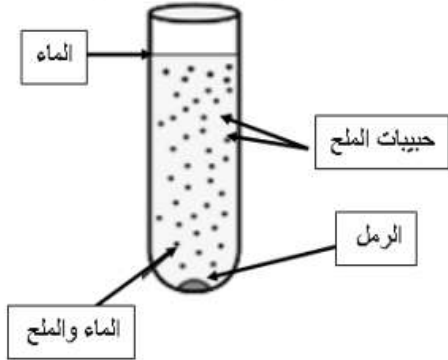 الماء
حبيبات الملح
الرمل
الماء والملح